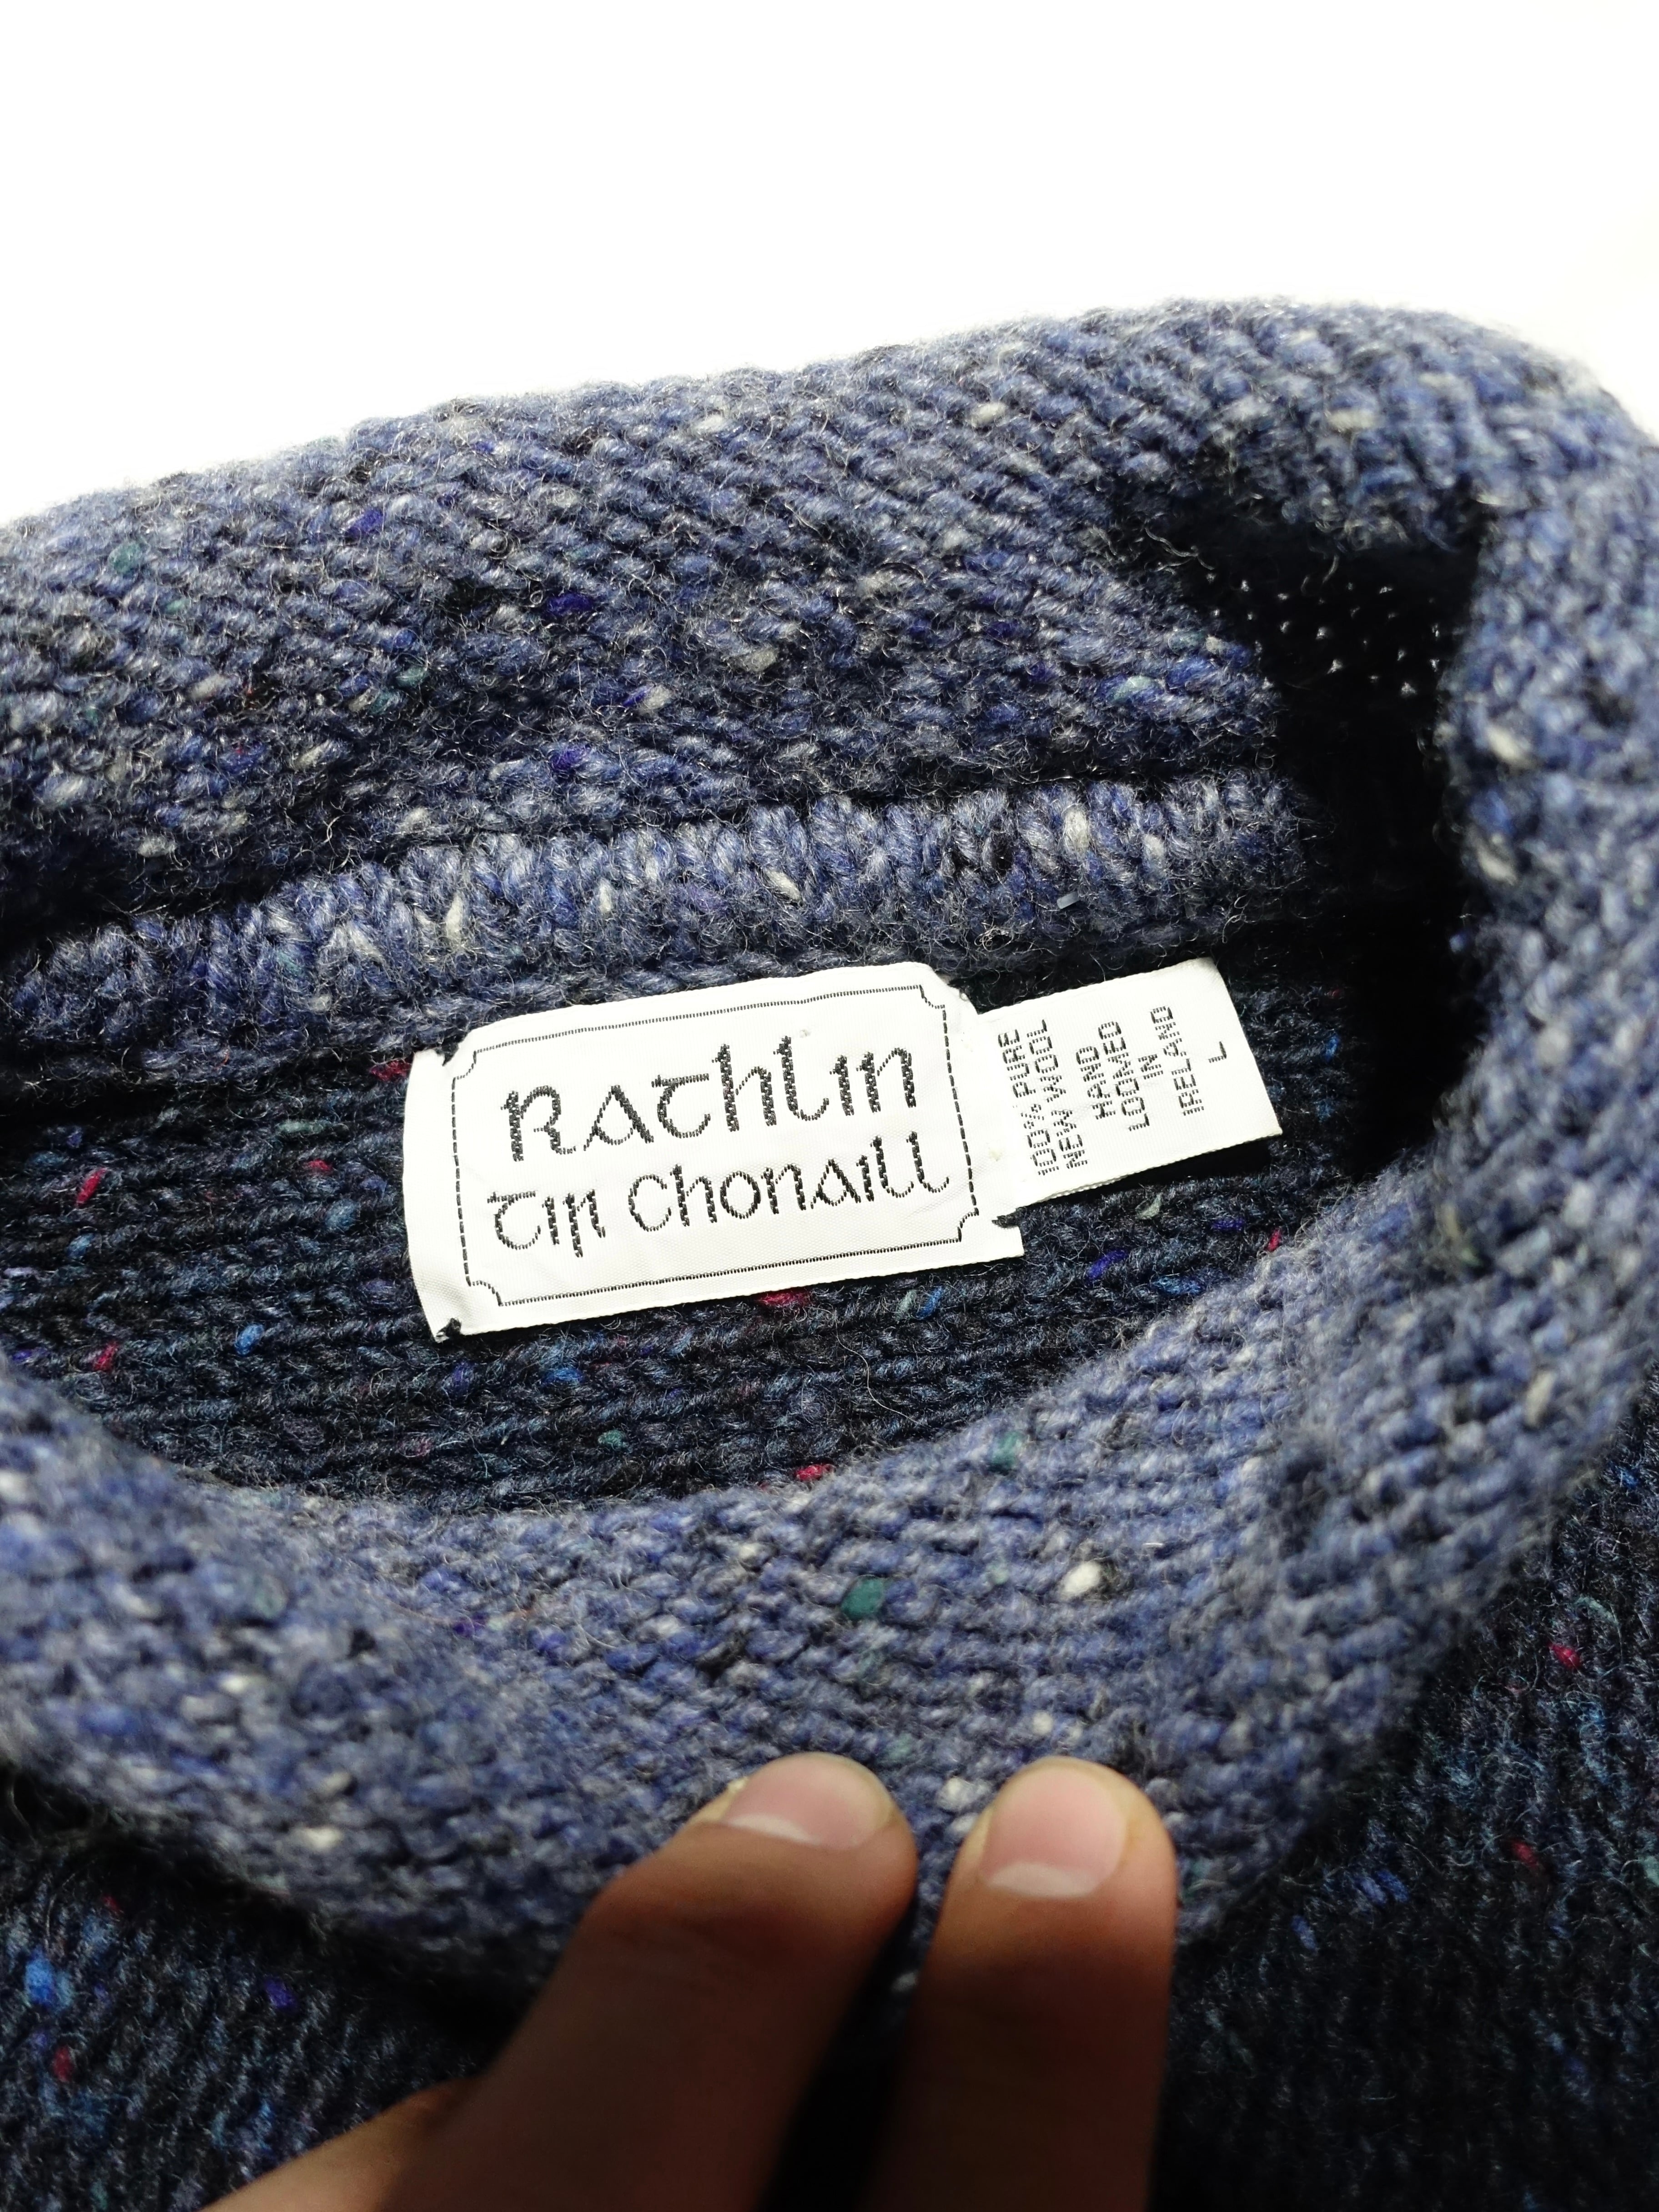 Rathlin
Tír Chonaill
100% PURE
NEW WOOL
HAND
LOOMED
IN
IRELAND
L